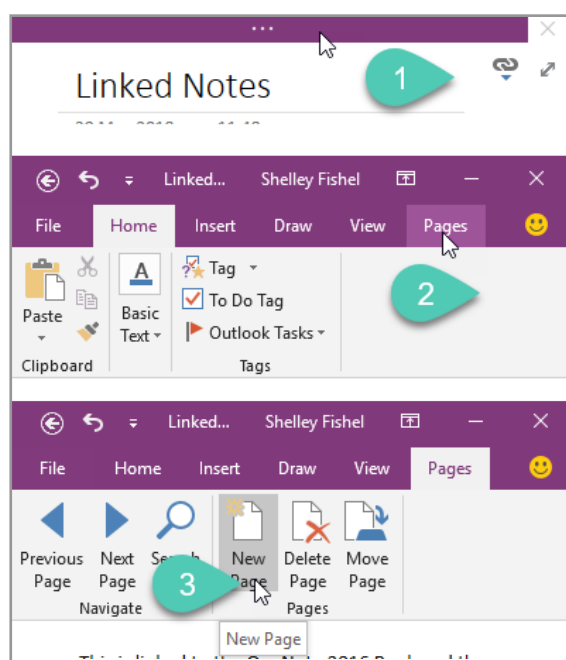 ...
1
Linked Notes
Linked... Shelley Fishel
File Home Insert Draw View Pages
Paste
Basic Text
Tag
To Do Tag
Outlook Tasks
2
Clipboard
Tags
Linked... Shelley Fishel
File Home Insert Draw View Pages
Previous Page
Next Page
New Page
Delete Page
Move Page
3
Navigate
Pages
New Page